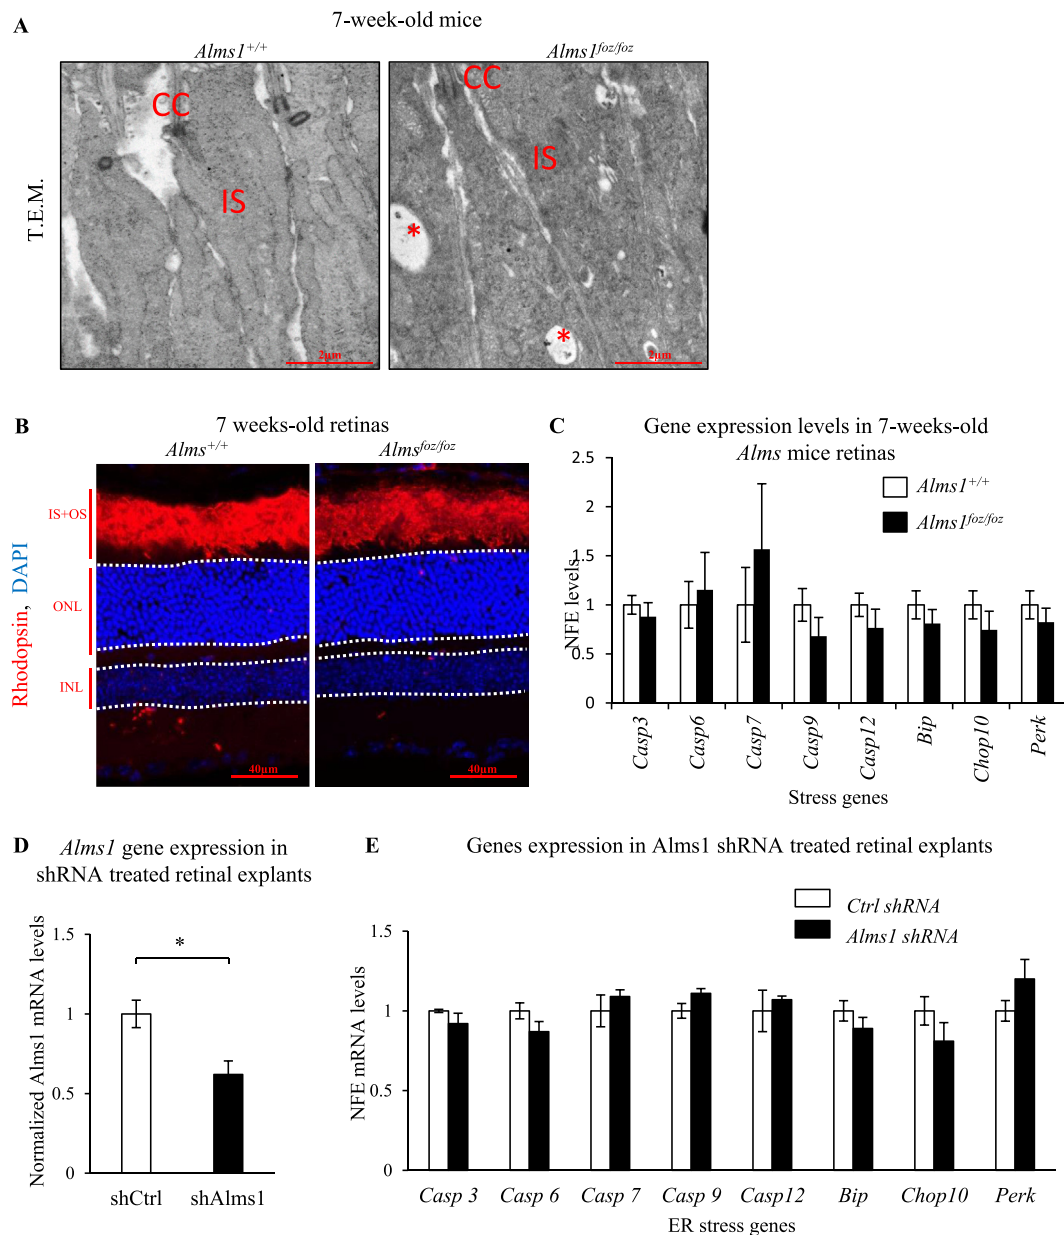 A
7-week-old mice
Alms1+/+
Alms1foz/foz
T.E.M.
CC
IS
2µm
CC
IS
*
*
2µm
B
7 weeks-old retinas
Alms+/+
Almsfoz/foz
Rhodopsin, DAPI
IS+OS
ONL
INL
40µm
40µm
C
Gene expression levels in 7-weeks-old
Alms mice retinas
NFE levels
2.5
2
1.5
1
0.5
0
Alms1+/+
Alms1foz/foz
Casp3
Casp6
Casp7
Casp9
Casp12
Bip
Chop10
Perk
Stress genes
D
Alms1 gene expression in
shRNA treated retinal explants
Normalized Alms1 mRNA levels
1.5
1
0.5
0
*
shCtrl
shAlms1
E
Genes expression in Alms1 shRNA treated retinal explants
Ctrl shRNA
Alms1 shRNA
NFE mRNA levels
1.5
1
0.5
0
Casp 3
Casp 6
Casp 7
Casp 9
Casp12
Bip
Chop10
Perk
ER stress genes